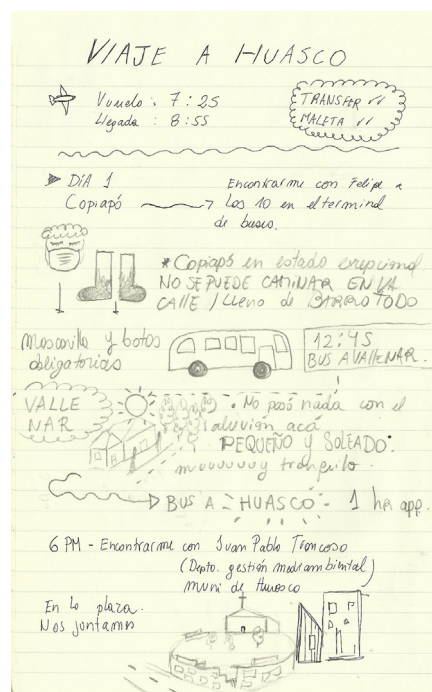 VIAJE A HUASCO
Vuelo: 7:25
Llegada: 8:55
TRANSFER ✓✓
MALETA ✓✓
DÍA 1
Copiapó
Encontrarme con Felipe a
Los 10 en el terminal
de buses.
* Copiapó en estado excepcional
NO SE PUEDE CAMINAR EN LA
CALLE / LLeno de BARRO TODO
Mascarilla y botas
obligatorias
12:45
BUS A VALLENAR.
VALLE
NAR
• No pasó nada con el
aluvión acá
PEQUEÑO y SOLEADO.
muuuuuuy tranquilo.
BUS A - HUASCO - 1 hr app.
6 PM - Encontrarme con Juan Pablo Troncoso
(Depto. gestión medioambiental)
muni de Huasco
En la plaza.
Nos juntamos